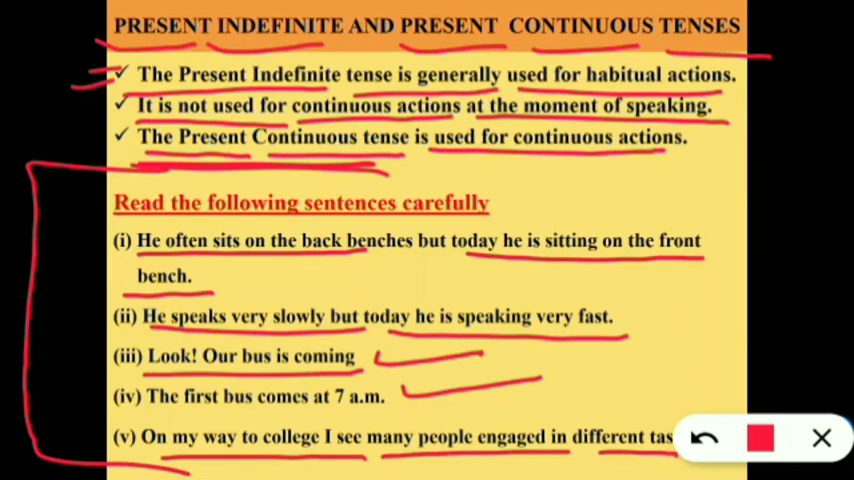 PRESENT INDEFINITE AND PRESENT CONTINUOUS TENSES
✓ The Present Indefinite tense is generally used for habitual actions.
✓ It is not used for continuous actions at the moment of speaking.
✓ The Present Continuous tense is used for continuous actions.
Read the following sentences carefully
(i) He often sits on the back benches but today he is sitting on the front
bench.
(ii) He speaks very slowly but today he is speaking very fast.
(iii) Look! Our bus is coming
(iv) The first bus comes at 7 a.m.
(v) On my way to college I see many people engaged in different